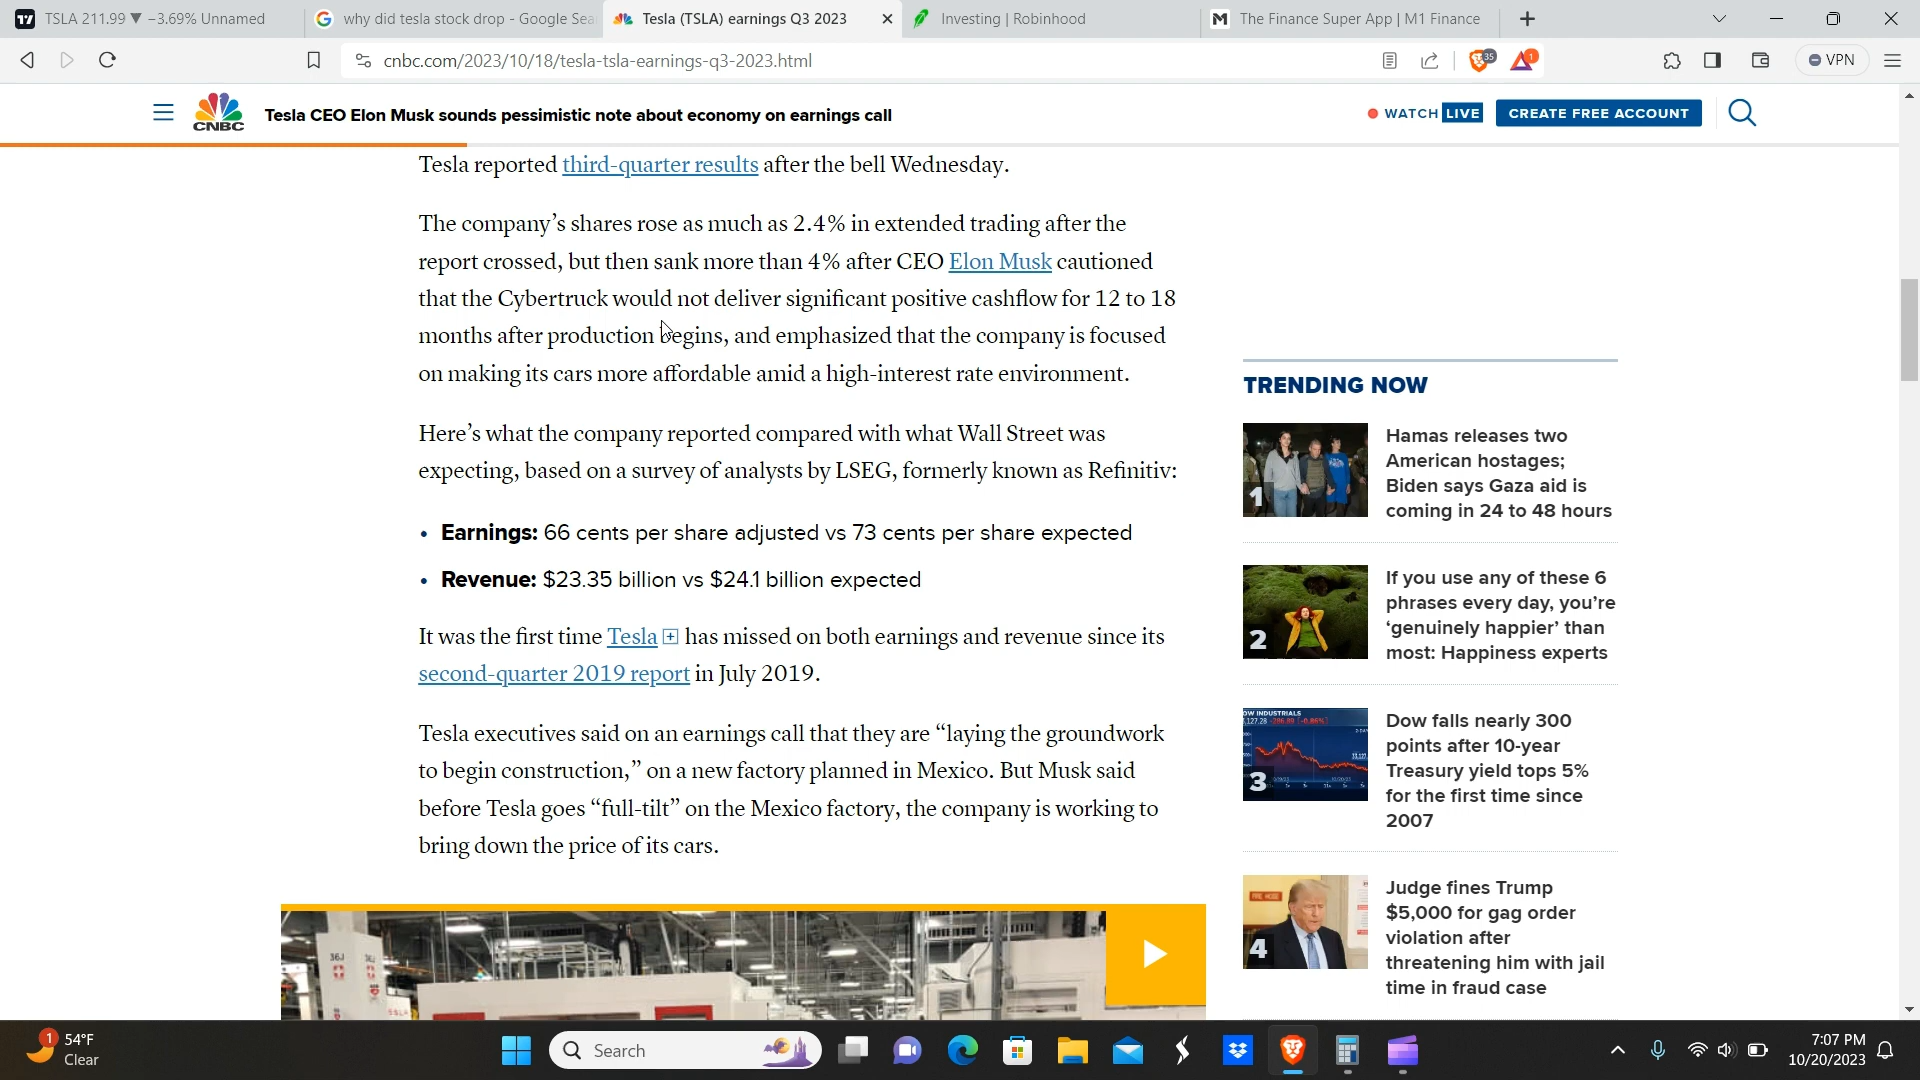 TSLA 211.99 ▼ −3.69% Unnamed
why did tesla stock drop - Google Sea
Tesla (TSLA) earnings Q3 2023
Investing | Robinhood
M The Finance Super App | M1 Finance
cnbc.com/2023/10/18/tesla-tsla-earnings-q3-2023.html
35
1
VPN
CNBC
Tesla CEO Elon Musk sounds pessimistic note about economy on earnings call
WATCH LIVE
CREATE FREE ACCOUNT
Tesla reported third-quarter results after the bell Wednesday.
The company’s shares rose as much as 2.4% in extended trading after the
report crossed, but then sank more than 4% after CEO Elon Musk cautioned
that the Cybertruck would not deliver significant positive cashflow for 12 to 18
months after production begins, and emphasized that the company is focused
on making its cars more affordable amid a high-interest rate environment.
Here’s what the company reported compared with what Wall Street was
expecting, based on a survey of analysts by LSEG, formerly known as Refinitiv:
• Earnings: 66 cents per share adjusted vs 73 cents per share expected
• Revenue: $23.35 billion vs $24.1 billion expected
It was the first time Tesla has missed on both earnings and revenue since its
second-quarter 2019 report in July 2019.
Tesla executives said on an earnings call that they are “laying the groundwork
to begin construction,” on a new factory planned in Mexico. But Musk said
before Tesla goes “full-tilt” on the Mexico factory, the company is working to
bring down the price of its cars.
36J
TRENDING NOW
1
Hamas releases two
American hostages;
Biden says Gaza aid is
coming in 24 to 48 hours
2
If you use any of these 6
phrases every day, you’re
‘genuinely happier’ than
most: Happiness experts
OW INDUSTRIALS
3
Dow falls nearly 300
points after 10-year
Treasury yield tops 5%
for the first time since
2007
4
Judge fines Trump
$5,000 for gag order
violation after
threatening him with jail
time in fraud case
1
54°F
Clear
Search
7:07 PM
10/20/2023